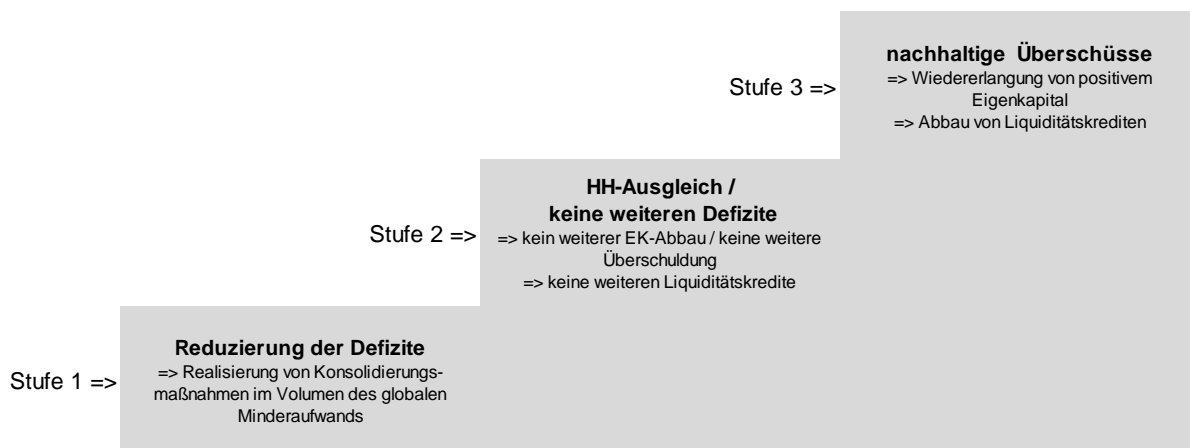 nachhaltige Überschüsse
=> Wiedererlangung von positivem
Eigenkapital
=> Abbau von Liquiditätskrediten
Stufe 3 =>
HH-Ausgleich /
keine weiteren Defizite
=> kein weiterer EK-Abbau / keine weitere
Überschuldung
=> keine weiteren Liquiditätskredite
Stufe 2 =>
Reduzierung der Defizite
=> Realisierung von Konsolidierungs-
maßnahmen im Volumen des globalen
Minderaufwands
Stufe 1 =>